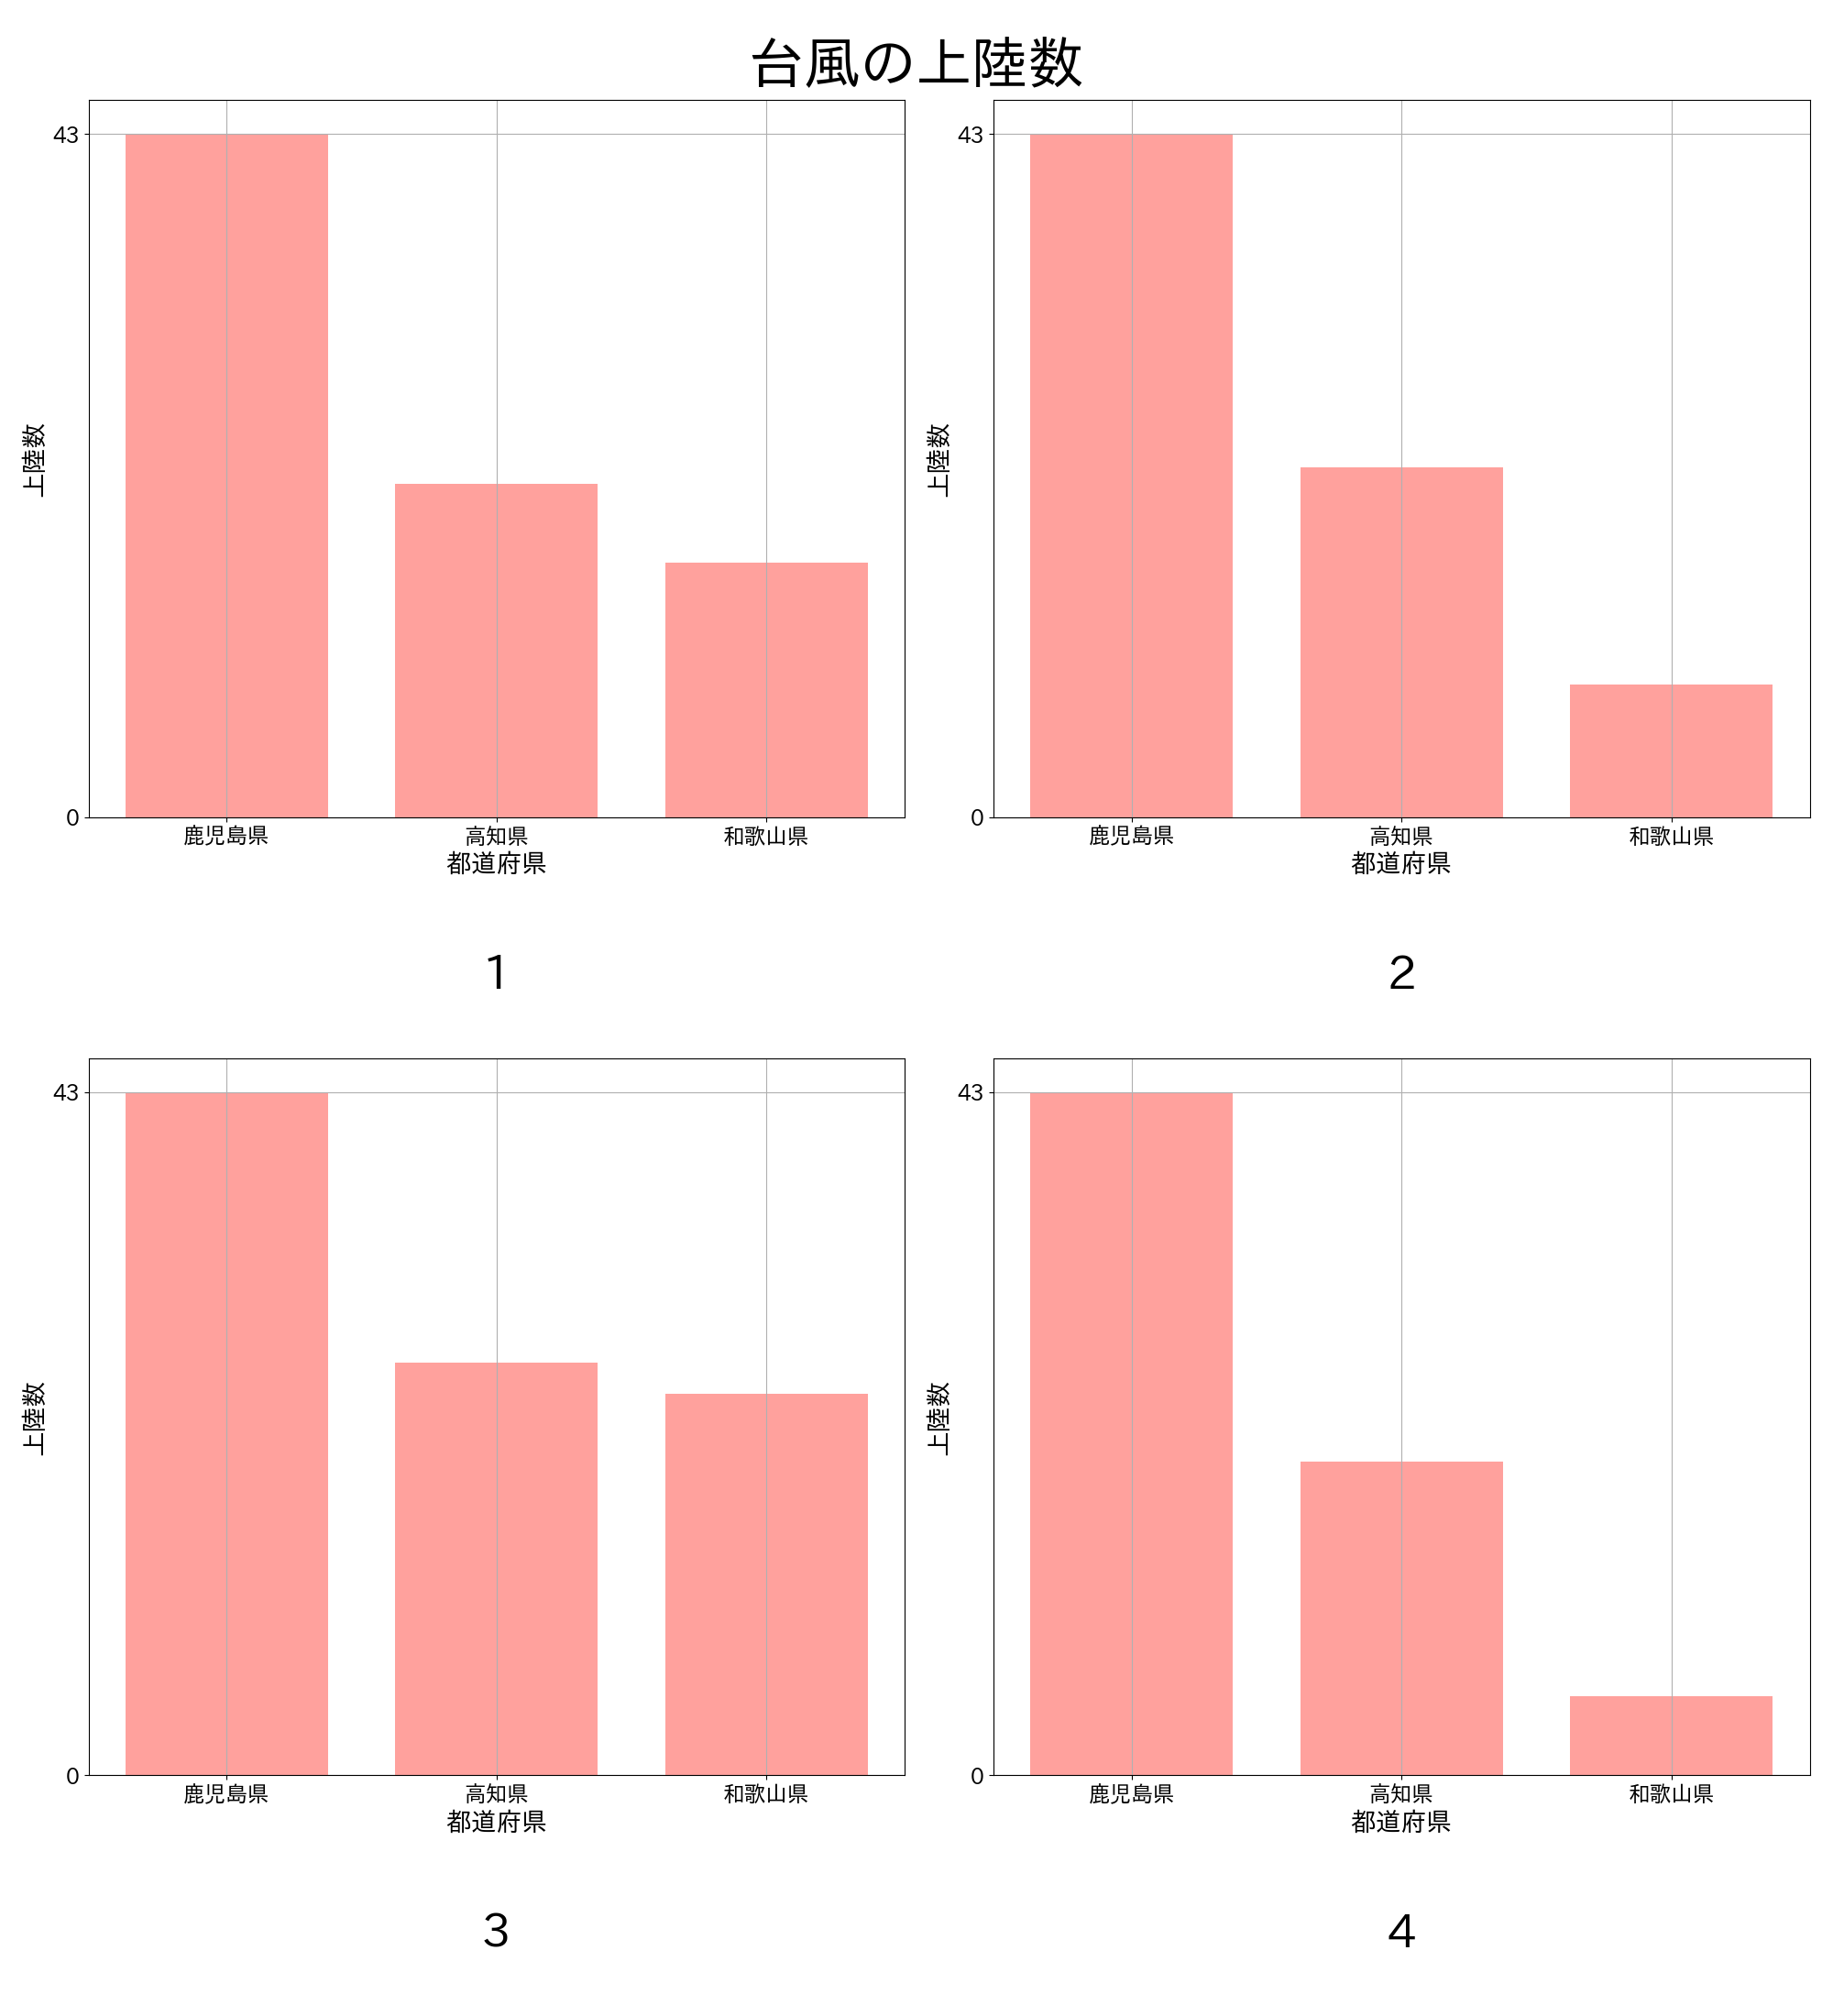 台風の上陸数
43
0
上陸数
鹿児島県 高知県 和歌山県
都道府県
1
43
0
上陸数
鹿児島県 高知県 和歌山県
都道府県
2
43
0
上陸数
鹿児島県 高知県 和歌山県
都道府県
3
43
0
上陸数
鹿児島県 高知県 和歌山県
都道府県
4